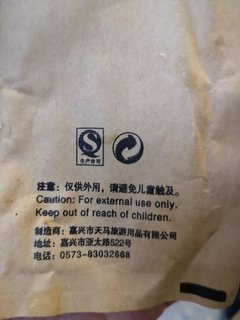 生产许可
注意: 仅供外用, 请避免儿童触及。
Caution: For external use only.
Keep out of reach of children.
制造商: 嘉兴市天马旅游用品有限公司
地址: 嘉兴市亚太路522号
电话: 0573-83032668